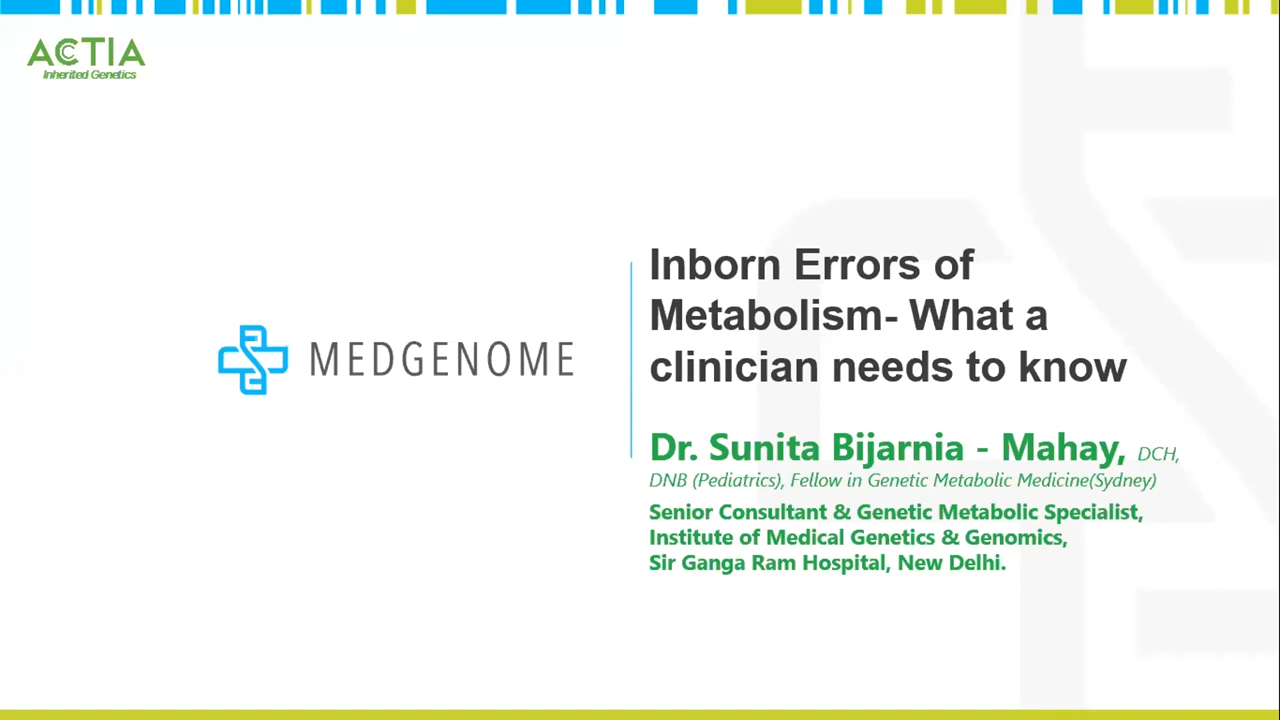 ACTIA
Inherited Genetics
MEDGENOME
Inborn Errors of
Metabolism- What a
clinician needs to know
Dr. Sunita Bijarnia - Mahay, DCH,
DNB (Pediatrics), Fellow in Genetic Metabolic Medicine(Sydney)
Senior Consultant & Genetic Metabolic Specialist,
Institute of Medical Genetics & Genomics,
Sir Ganga Ram Hospital, New Delhi.